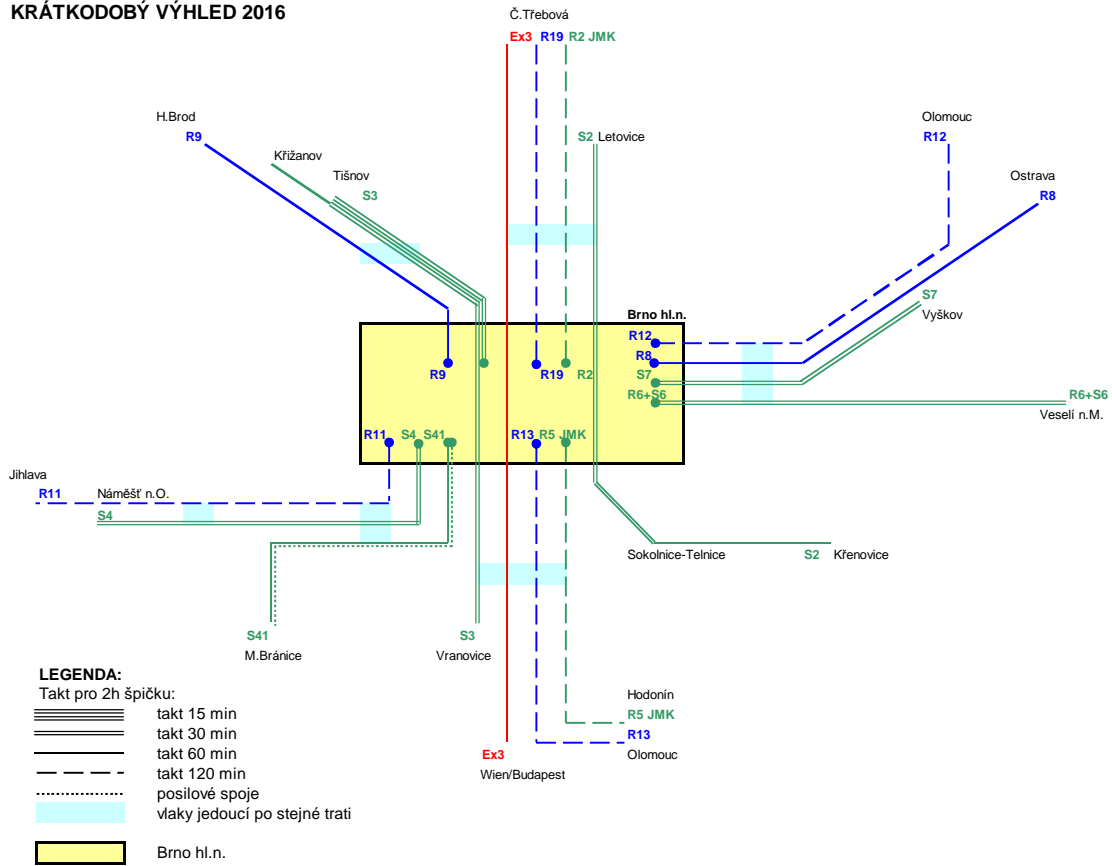 KRÁTKODOBÝ VÝHLED 2016
Č.Třebová
Ex3 R19 R2 JMK
H.Brod
R9
Křižanov
Tišnov
S3
S2 Letovice
Olomouc
R12
Ostrava
R8
S7
Vyškov
Brno hl.n.
R12
R8
S7
R6+S6
R9
R19
R2
R6+S6
Veselí n.M.
R11
S4
S41
R13
R5 JMK
Jihlava
R11
Náměšť n.O.
S4
Sokolnice-Telnice
S2
Křenovice
S41
M.Bránice
S3
Vranovice
Hodonín
R5 JMK
R13
Olomouc
Ex3
Wien/Budapest
LEGENDA:
Takt pro 2h špičku:
takt 15 min
takt 30 min
takt 60 min
takt 120 min
posilové spoje
vlaky jedoucí po stejné trati
Brno hl.n.